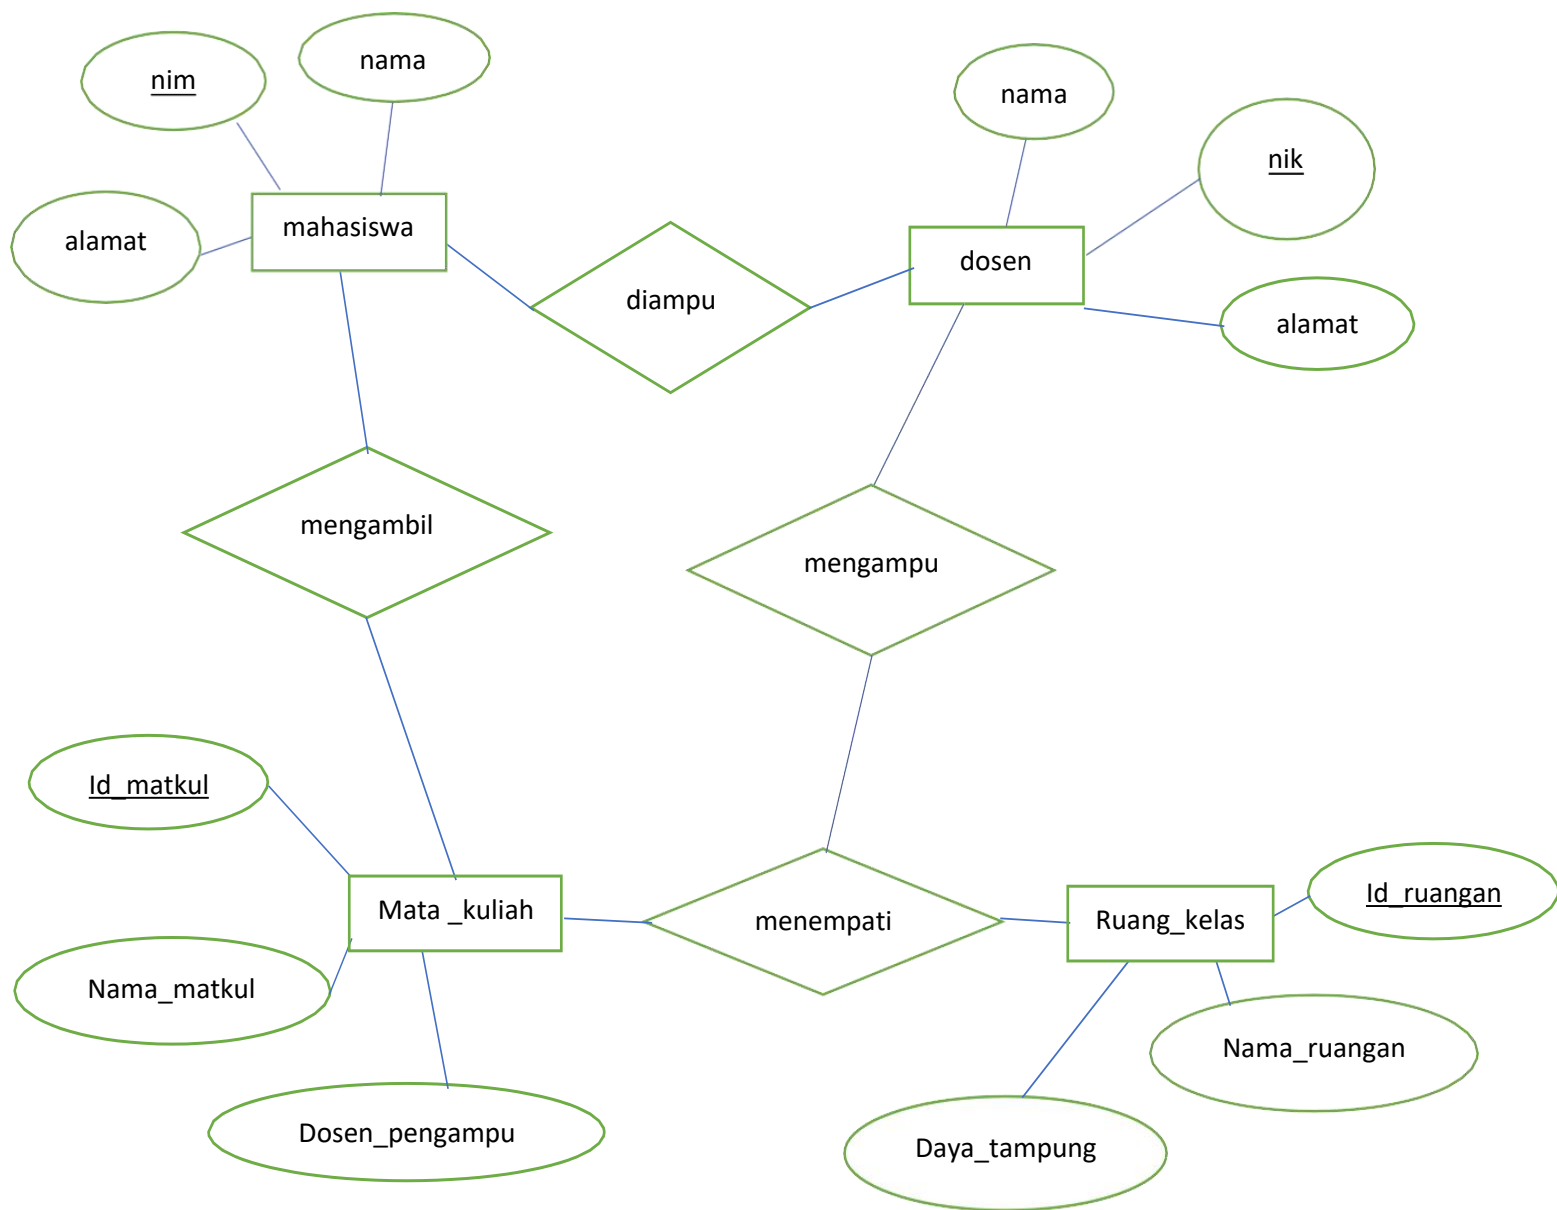 nim
nama
nama
nik
alamat
mahasiswa
dosen
diampu
alamat
mengambil
mengampu
Id_matkul
Mata _kuliah
menempati
Ruang_kelas
Id_ruangan
Nama_matkul
Nama_ruangan
Dosen_pengampu
Daya_tampung